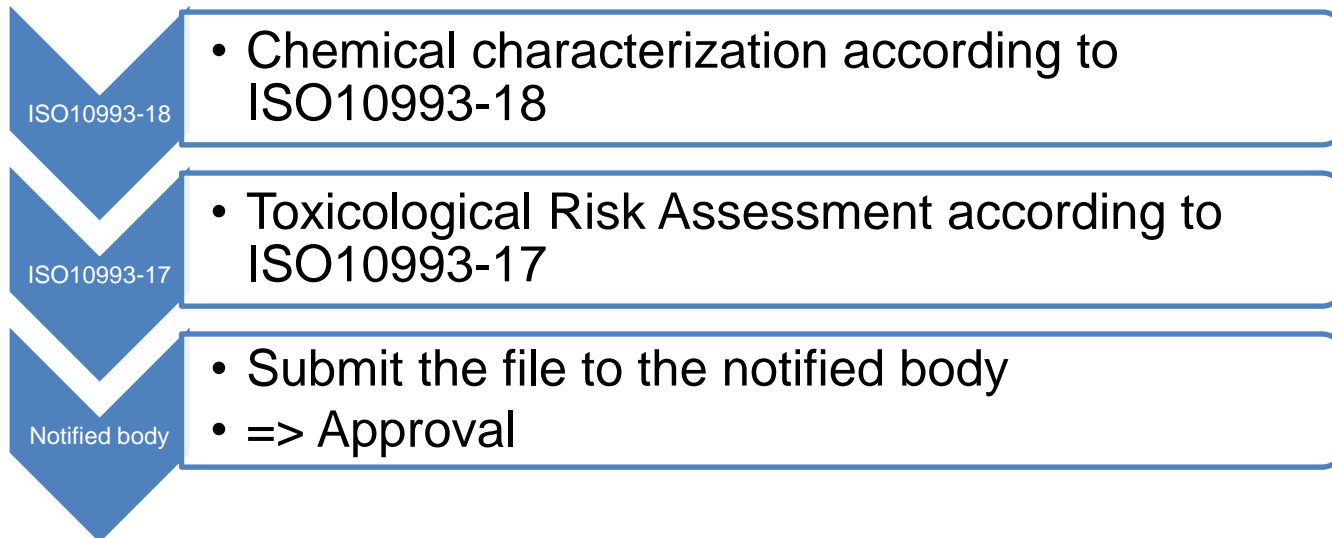 ISO10993-18
• Chemical characterization according to
ISO10993-18
ISO10993-17
• Toxicological Risk Assessment according to
ISO10993-17
Notified body
• Submit the file to the notified body
• => Approval